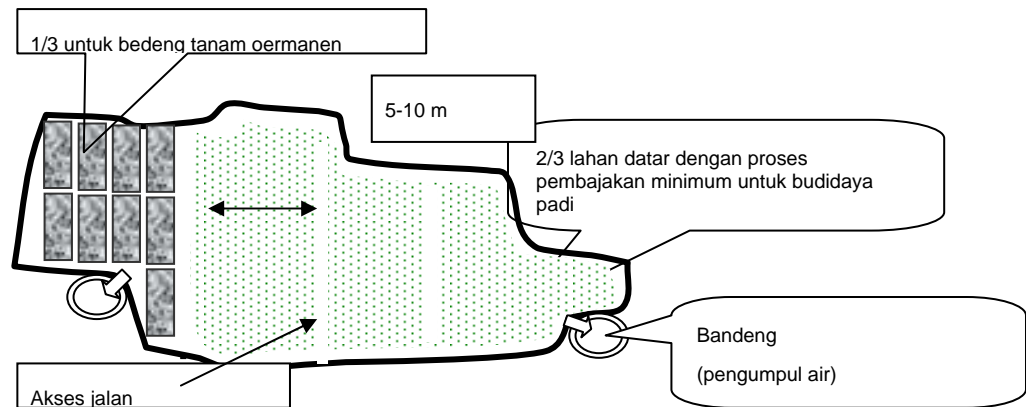 1/3 untuk bedeng tanam oermanen
5-10 m
2/3 lahan datar dengan proses
pembajakan minimum untuk budidaya
padi
Bandeng
(pengumpul air)
Akses jalan